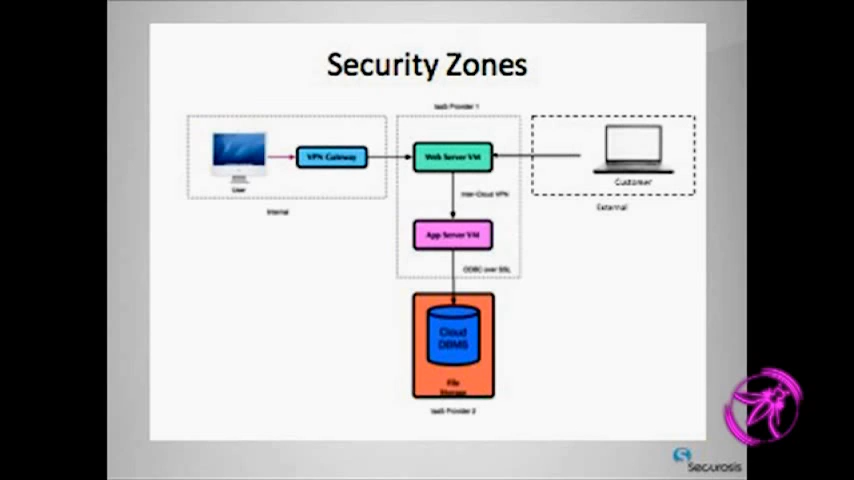 Security Zones
IaaS Provider 1
VPN Gateway
Web Server VM
User
Customer
Inter-Cloud VPN
Internal
External
App Server VM
ODBC over SSL
Cloud
DBMS
File
Storage
IaaS Provider 2
Securosis